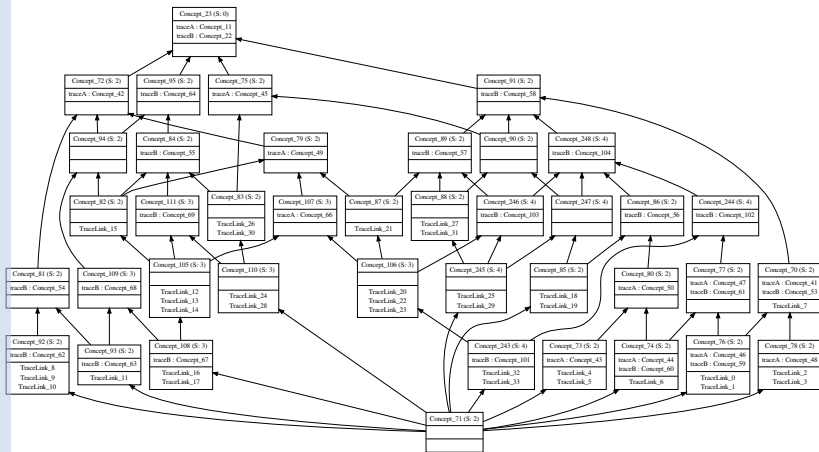 Concept_23 (S: 0)
traceA : Concept_11
traceB : Concept_22
Concept_72 (S: 2)
traceA : Concept_42
Concept_95 (S: 2)
traceB : Concept_64
Concept_75 (S: 2)
traceA : Concept_45
Concept_91 (S: 2)
traceB : Concept_58
Concept_94 (S: 2)
Concept_84 (S: 2)
traceB : Concept_55
Concept_79 (S: 2)
traceA : Concept_49
Concept_89 (S: 2)
traceB : Concept_57
Concept_90 (S: 2)
Concept_248 (S: 4)
traceB : Concept_104
Concept_82 (S: 2)
TraceLink_15
Concept_111 (S: 3)
traceB : Concept_69
Concept_83 (S: 2)
TraceLink_26
TraceLink_30
Concept_107 (S: 3)
traceA : Concept_66
Concept_87 (S: 2)
TraceLink_21
Concept_88 (S: 2)
TraceLink_27
TraceLink_31
Concept_246 (S: 4)
traceB : Concept_103
Concept_247 (S: 4)
Concept_86 (S: 2)
traceB : Concept_56
Concept_244 (S: 4)
traceB : Concept_102
Concept_81 (S: 2)
traceB : Concept_54
Concept_109 (S: 3)
traceB : Concept_68
Concept_105 (S: 3)
TraceLink_12
TraceLink_13
TraceLink_14
Concept_110 (S: 3)
TraceLink_24
TraceLink_28
Concept_106 (S: 3)
TraceLink_20
TraceLink_22
TraceLink_23
Concept_245 (S: 4)
TraceLink_25
TraceLink_29
Concept_85 (S: 2)
TraceLink_18
TraceLink_19
Concept_80 (S: 2)
traceA : Concept_50
Concept_77 (S: 2)
traceA : Concept_47
traceB : Concept_61
Concept_70 (S: 2)
traceA : Concept_41
traceB : Concept_53
TraceLink_7
Concept_92 (S: 2)
traceB : Concept_62
TraceLink_8
TraceLink_9
TraceLink_10
Concept_93 (S: 2)
traceB : Concept_63
TraceLink_11
Concept_108 (S: 3)
traceB : Concept_67
TraceLink_16
TraceLink_17
Concept_243 (S: 4)
traceB : Concept_101
TraceLink_32
TraceLink_33
Concept_73 (S: 2)
traceA : Concept_43
TraceLink_4
TraceLink_5
Concept_74 (S: 2)
traceA : Concept_44
traceB : Concept_60
TraceLink_6
Concept_76 (S: 2)
traceA : Concept_46
traceB : Concept_59
TraceLink_0
TraceLink_1
Concept_78 (S: 2)
traceA : Concept_48
TraceLink_2
TraceLink_3
Concept_71 (S: 2)